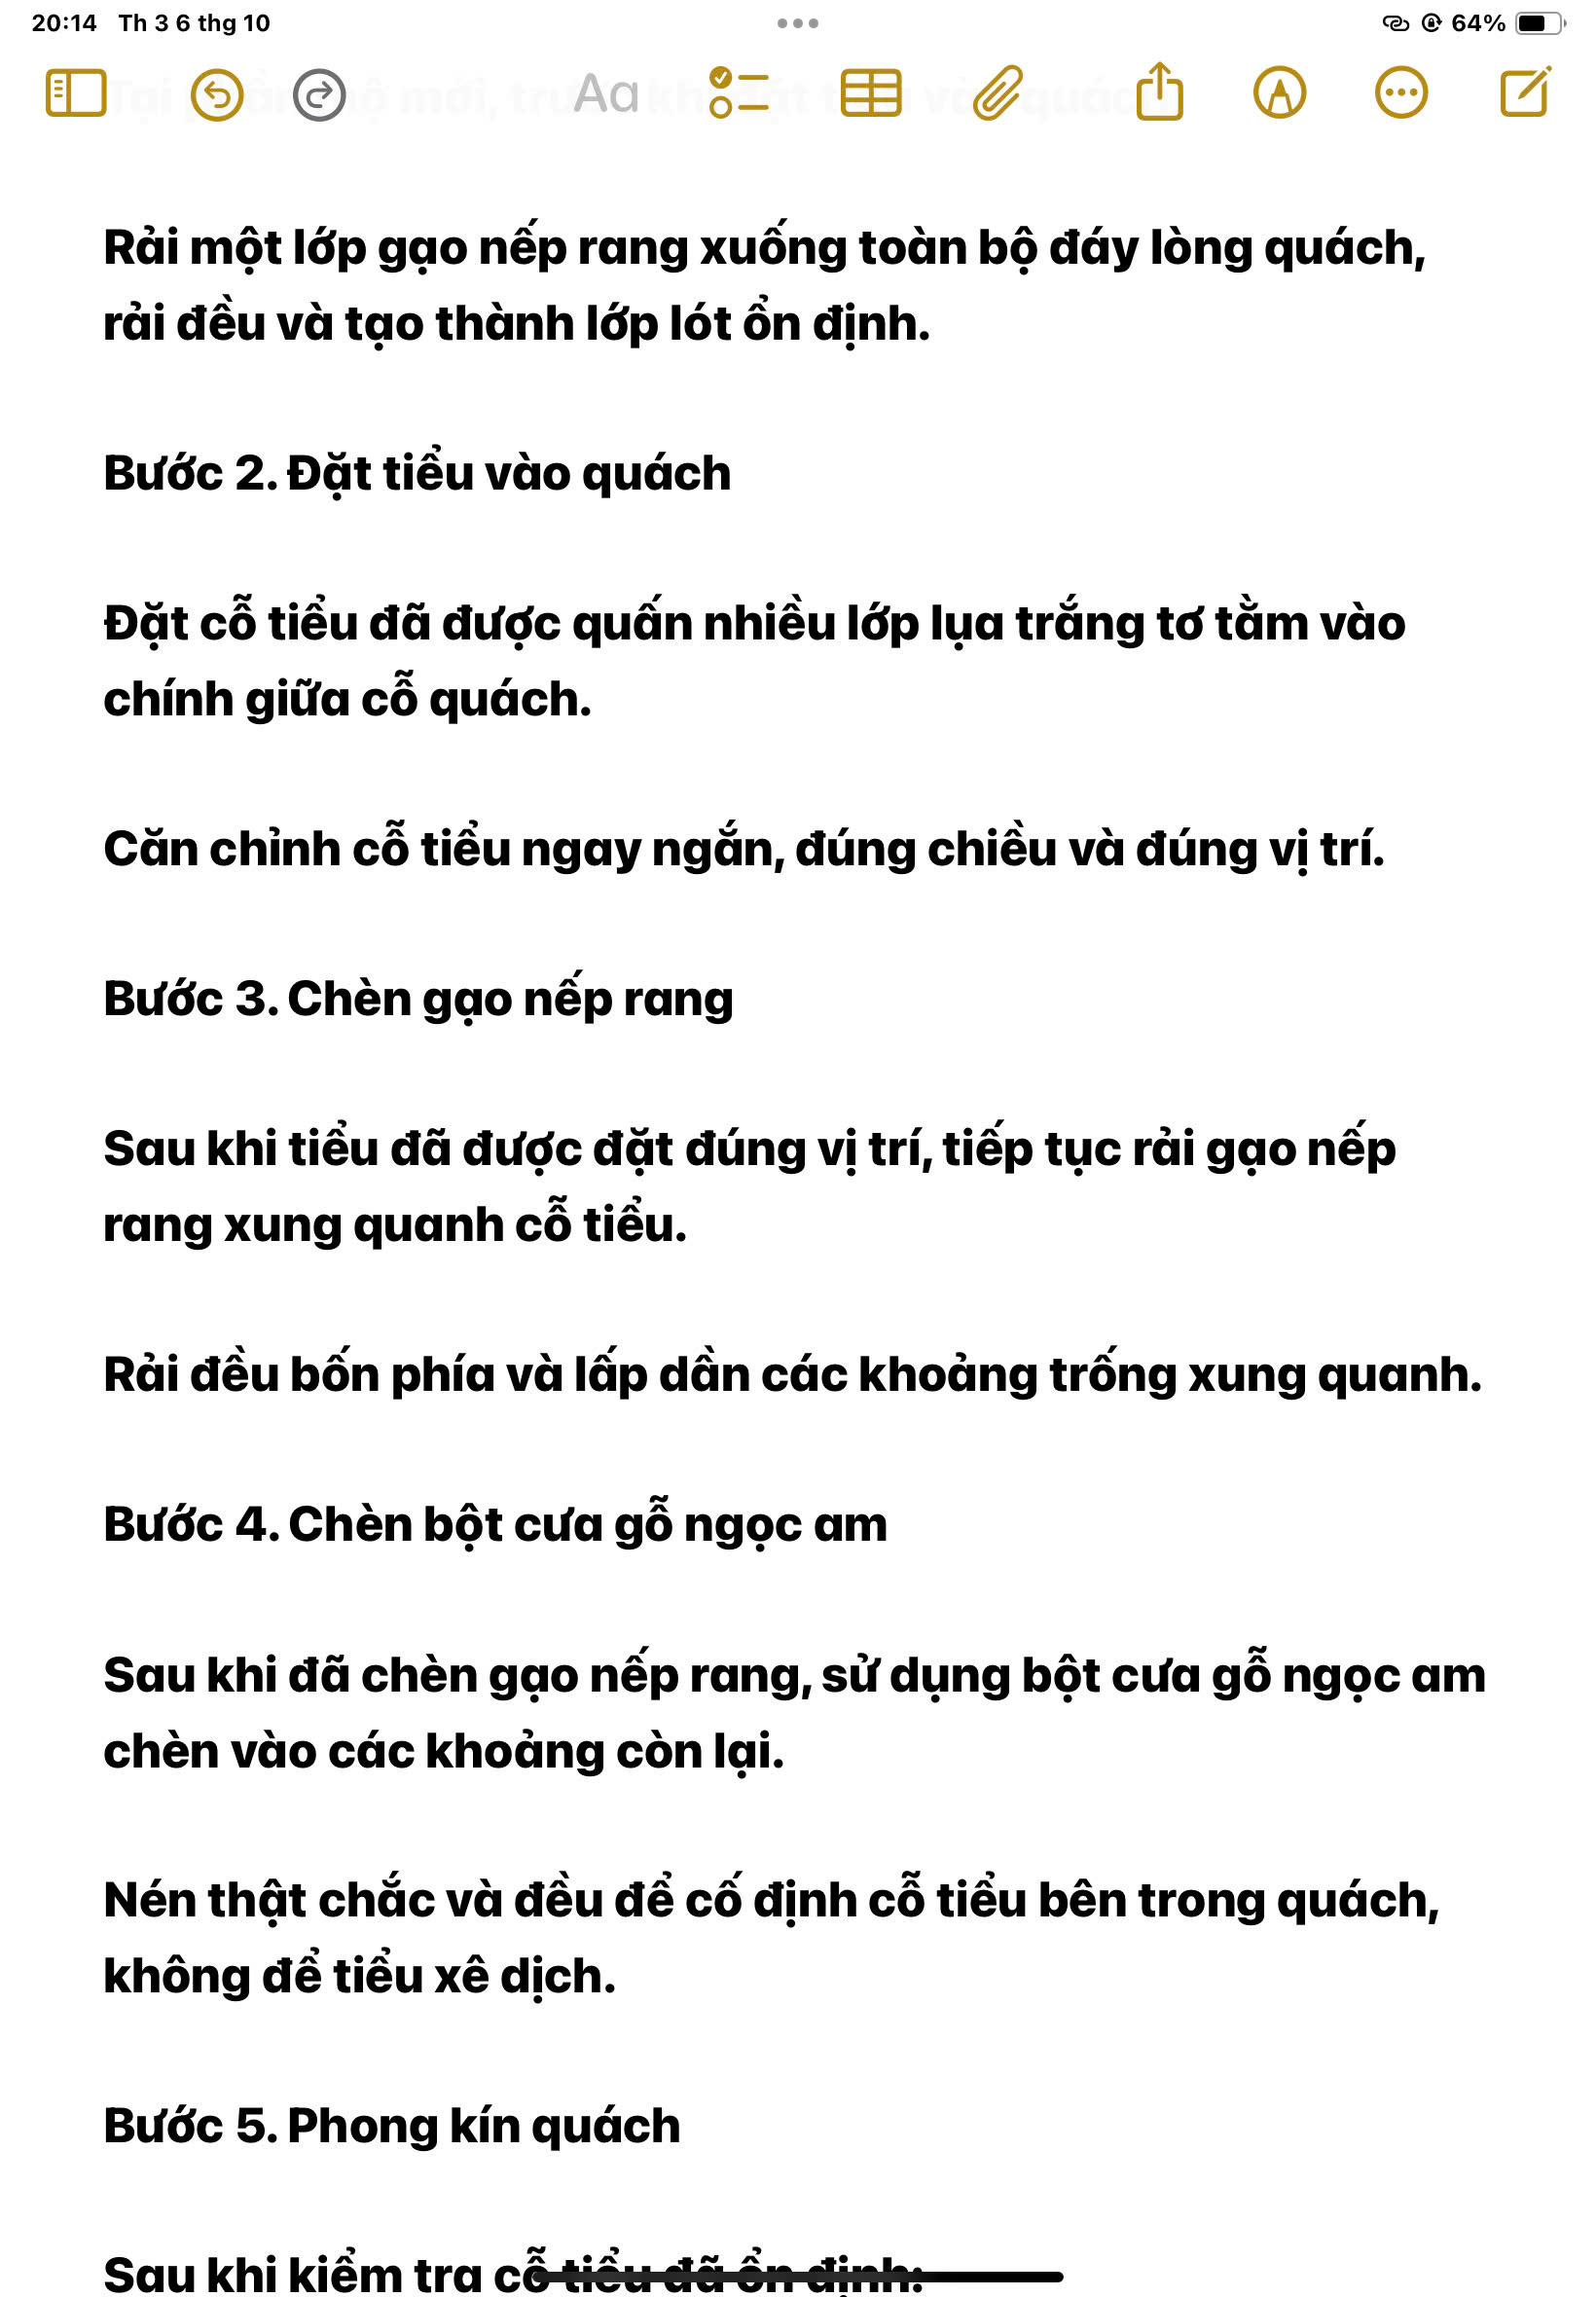 20:14 Th 3 6 thg 10
64%
Aa
Rải một lớp gạo nếp rang xuống toàn bộ đáy lòng quách,
rải đều và tạo thành lớp lót ổn định.
Bước 2. Đặt tiểu vào quách
Đặt cỗ tiểu đã được quấn nhiều lớp lụa trắng tơ tằm vào
chính giữa cỗ quách.
Căn chỉnh cỗ tiểu ngay ngắn, đúng chiều và đúng vị trí.
Bước 3. Chèn gạo nếp rang
Sau khi tiểu đã được đặt đúng vị trí, tiếp tục rải gạo nếp
rang xung quanh cỗ tiểu.
Rải đều bốn phía và lấp dần các khoảng trống xung quanh.
Bước 4. Chèn bột cưa gỗ ngọc am
Sau khi đã chèn gạo nếp rang, sử dụng bột cưa gỗ ngọc am
chèn vào các khoảng còn lại.
Nén thật chắc và đều để cố định cỗ tiểu bên trong quách,
không để tiểu xê dịch.
Bước 5. Phong kín quách
Sau khi kiểm tra cỗ tiểu đã ổn định: